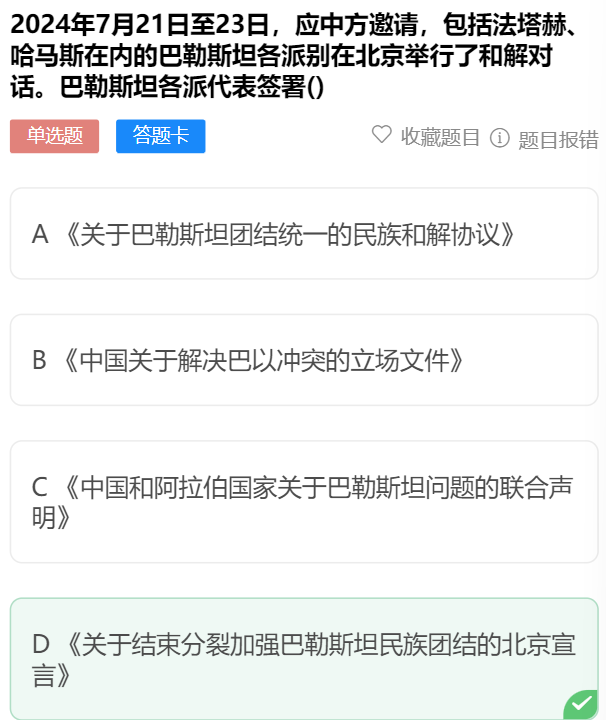 2024年7月21日至23日，应中方邀请，包括法塔赫、
哈马斯在内的巴勒斯坦各派别在北京举行了和解对
话。巴勒斯坦各派代表签署()
单选题 答题卡 收藏题目 题目报错
A 《关于巴勒斯坦团结统一的民族和解协议》
B 《中国关于解决巴以冲突的立场文件》
C 《中国和阿拉伯国家关于巴勒斯坦问题的联合声
明》
D 《关于结束分裂加强巴勒斯坦民族团结的北京宣
言》